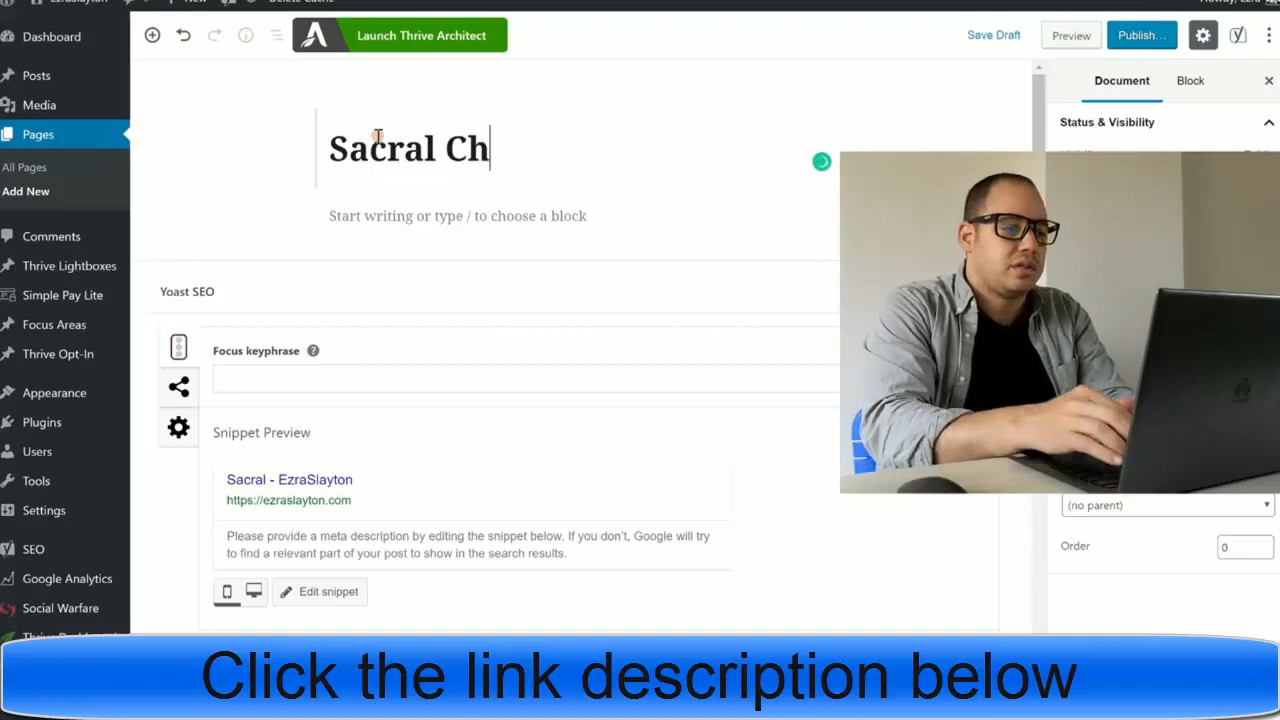 New
Delete Cache
Launch Thrive Architect
Save Draft
Preview
Publish...
Dashboard
Posts
Media
Pages
All Pages
Add New
Comments
Thrive Lightboxes
Simple Pay Lite
Focus Areas
Thrive Opt-In
Appearance
Plugins
Users
Tools
Settings
SEO
Google Analytics
Social Warfare
Sacral Ch
Start writing or type / to choose a block
Yoast SEO
Focus keyphrase
Snippet Preview
Sacral - EzraSlayton
https://ezraslayton.com
Please provide a meta description by editing the snippet below. If you don't, Google will try
to find a relevant part of your post to show in the search results.
Edit snippet
Document
Block
Status & Visibility
(no parent)
Order
0
Click the link description below